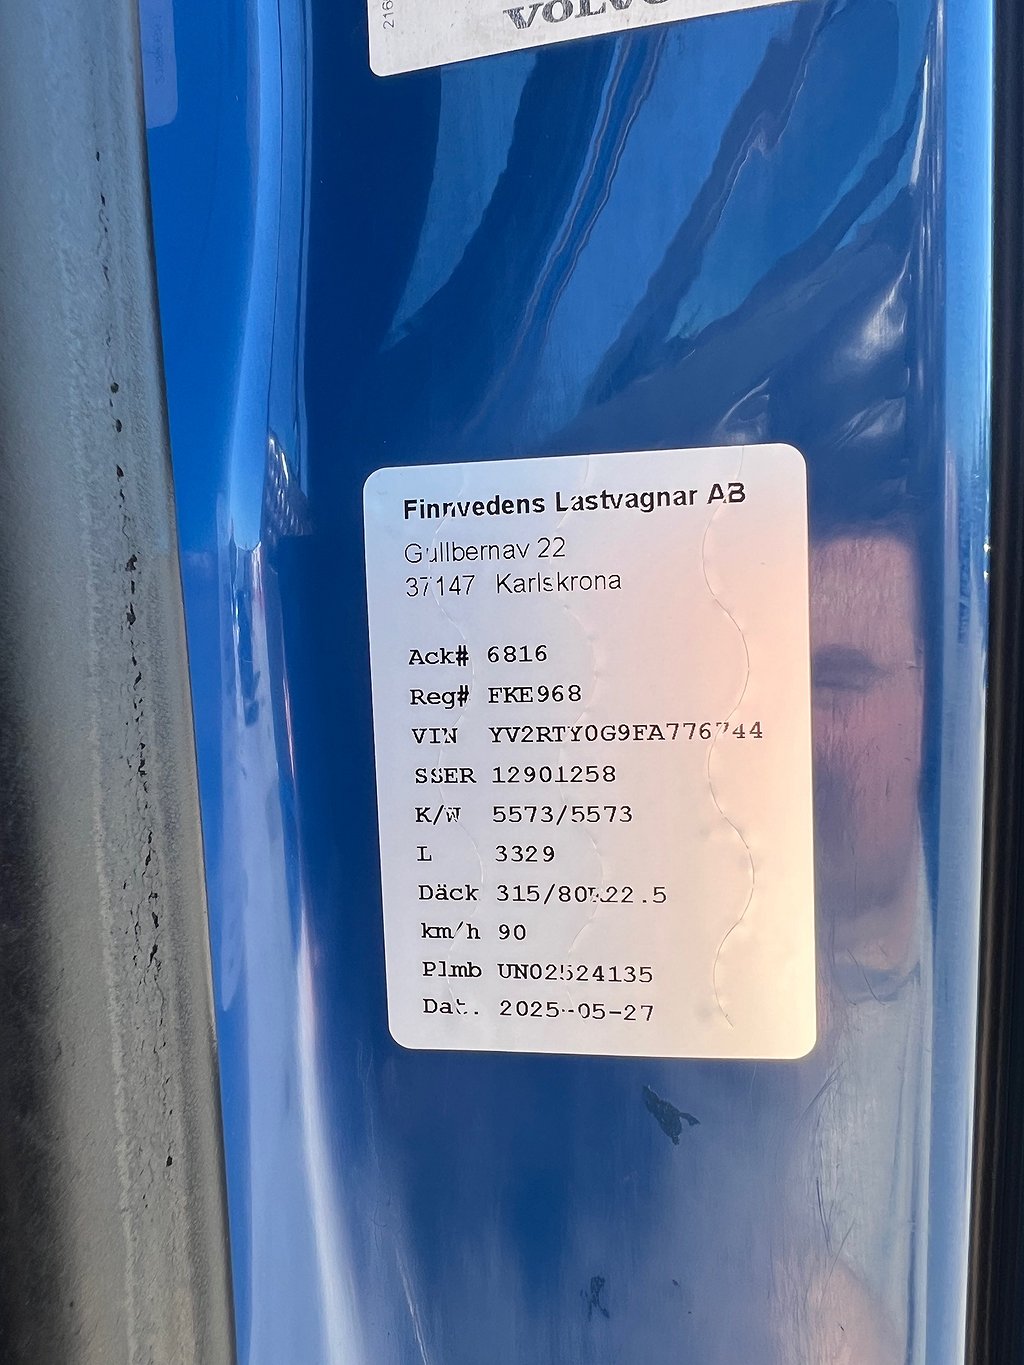 VOLVO
Finnvedens Lastvagnar AB
Gullbernav 22
37147 Karlskrona
Ack# 6816
Reg# FKE968
VIN YV2RTY0G9FA776744
SSER 12901258
K/W 5573/5573
L 3329
Däck 315/80R22.5
km/h 90
Plmb UN02524135
Dat. 2025-05-27